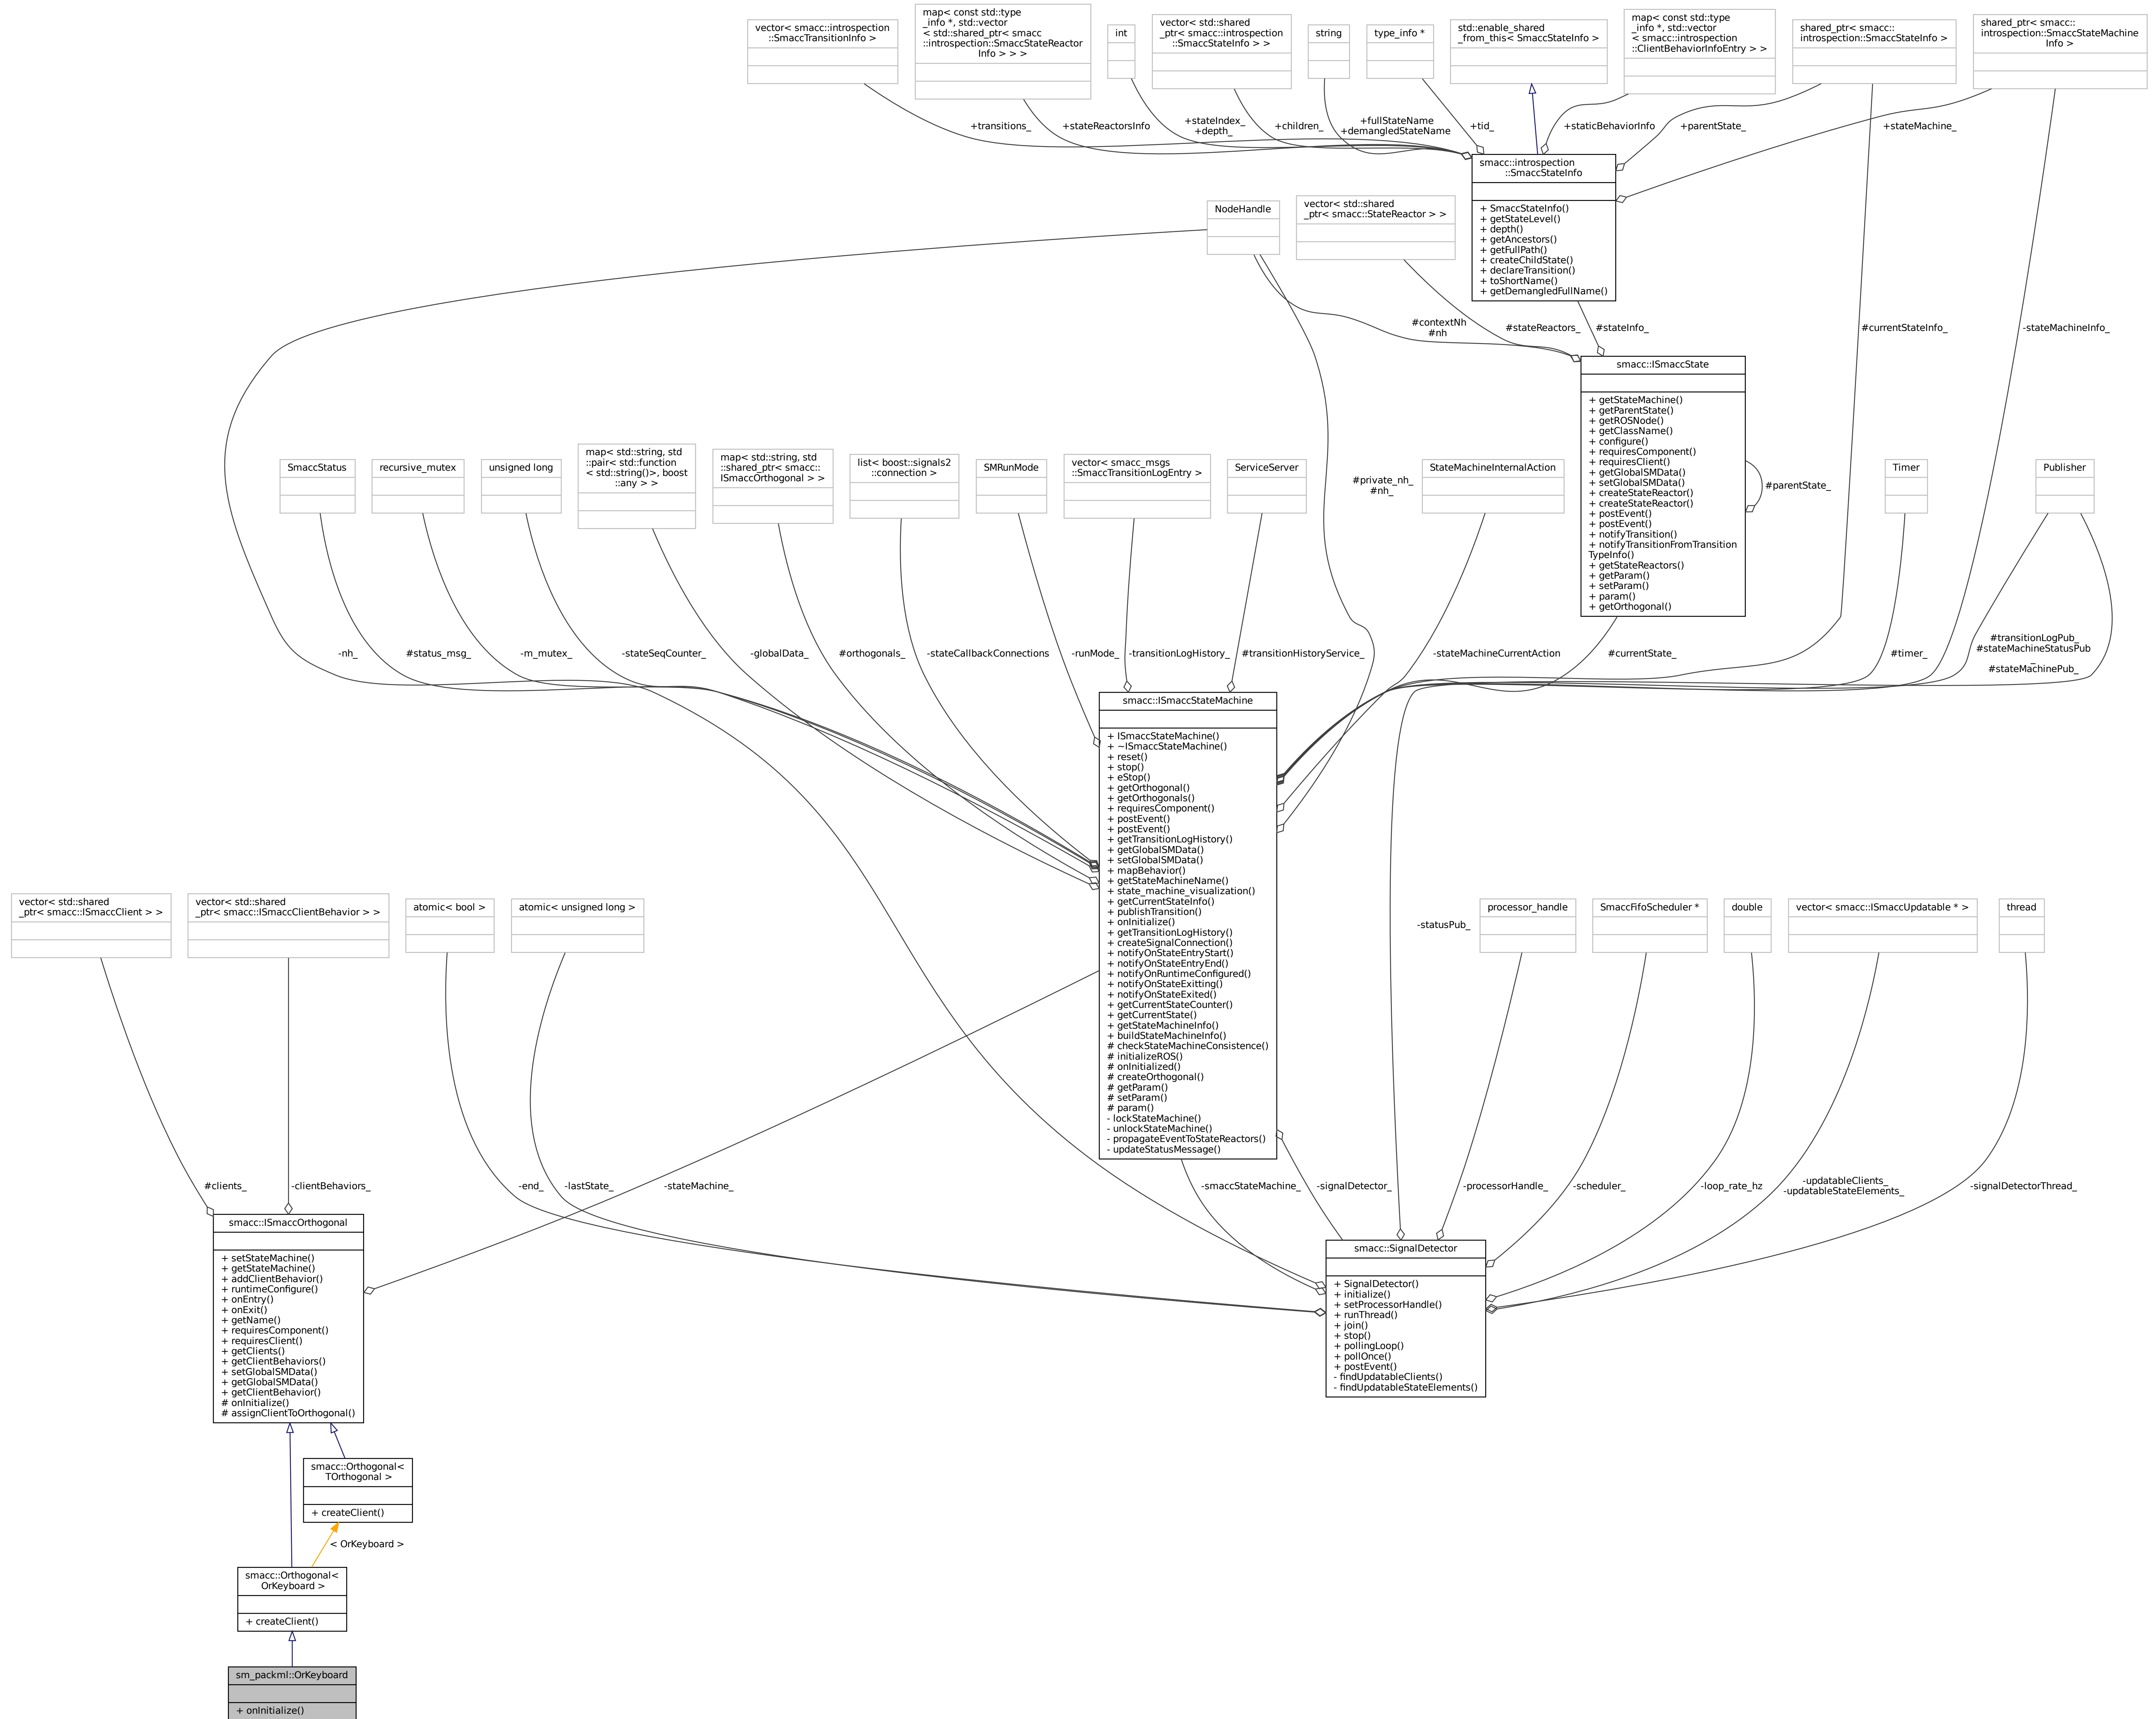 vector< smacc::introspection
::SmaccTransitionInfo >
map< const std::type
_info *, std::vector
< std::shared_ptr< smacc
::introspection::SmaccStateReactor
Info > > >
int
vector< std::shared
_ptr< smacc::introspection
::SmaccStateInfo > >
string
type_info *
std::enable_shared
_from_this< SmaccStateInfo >
map< const std::type
_info *, std::vector
< smacc::introspection
::ClientBehaviorInfoEntry > >
shared_ptr< smacc::
introspection::SmaccStateInfo >
shared_ptr< smacc::
introspection::SmaccStateMachine
Info >
+transitions_
+stateReactorsInfo
+stateIndex_
+depth_
+children_
+fullStateName
+demangledStateName
+tid_
+staticBehaviorInfo
+parentState_
+stateMachine_
smacc::introspection
::SmaccStateInfo
+ SmaccStateInfo()
+ getStateLevel()
+ depth()
+ getAncestors()
+ getFullPath()
+ createChildState()
+ declareTransition()
+ toShortName()
+ getDemangledFullName()
NodeHandle
vector< std::shared
_ptr< smacc::StateReactor > >
#contextNh
#nh
#stateReactors_
#stateInfo_
#currentStateInfo_
-stateMachineInfo_
smacc::ISmaccState
+ getStateMachine()
+ getParentState()
+ getROSNode()
+ getClassName()
+ configure()
+ requiresComponent()
+ requiresClient()
+ getGlobalSMData()
+ setGlobalSMData()
+ createStateReactor()
+ createStateReactor()
+ postEvent()
+ postEvent()
+ notifyTransition()
+ notifyTransitionFromTransition
TypeInfo()
+ getStateReactors()
+ getParam()
+ setParam()
+ param()
+ getOrthogonal()
#parentState_
SmaccStatus
recursive_mutex
unsigned long
map< std::string, std
::pair< std::function
< std::string()>, boost
::any > >
map< std::string, std
::shared_ptr< smacc::
ISmaccOrthogonal > >
list< boost::signals2
::connection >
SMRunMode
vector< smacc_msgs
::SmaccTransitionLogEntry >
ServiceServer
#private_nh_
#nh_
StateMachineInternalAction
Timer
Publisher
-nh_
#status_msg_
-m_mutex_
-stateSeqCounter_
-globalData_
#orthogonals_
-stateCallbackConnections
-runMode_
-transitionLogHistory_
#transitionHistoryService_
-stateMachineCurrentAction
#currentState_
#timer_
#transitionLogPub_
#stateMachineStatusPub
_
#stateMachinePub_
smacc::ISmaccStateMachine
+ ISmaccStateMachine()
+ ~ISmaccStateMachine()
+ reset()
+ stop()
+ eStop()
+ getOrthogonal()
+ getOrthogonals()
+ requiresComponent()
+ postEvent()
+ postEvent()
+ getTransitionLogHistory()
+ getGlobalSMData()
+ setGlobalSMData()
+ mapBehavior()
+ getStateMachineName()
+ state_machine_visualization()
+ getCurrentStateInfo()
+ publishTransition()
+ onInitialize()
+ getTransitionLogHistory()
+ createSignalConnection()
+ notifyOnStateEntryStart()
+ notifyOnStateEntryEnd()
+ notifyOnRuntimeConfigured()
+ notifyOnStateExitting()
+ notifyOnStateExited()
+ getCurrentStateCounter()
+ getCurrentState()
+ getStateMachineInfo()
+ buildStateMachineInfo()
# checkStateMachineConsistence()
# initializeROS()
# onInitialized()
# createOrthogonal()
# getParam()
# setParam()
# param()
- lockStateMachine()
- unlockStateMachine()
- propagateEventToStateReactors()
- updateStatusMessage()
vector< std::shared
_ptr< smacc::ISmaccClient > >
vector< std::shared
_ptr< smacc::ISmaccClientBehavior > >
atomic< bool >
atomic< unsigned long >
-statusPub_
processor_handle
SmaccFifoScheduler *
double
vector< smacc::ISmaccUpdatable * >
thread
#clients_
-clientBehaviors_
-end_
-lastState_
-stateMachine_
-smaccStateMachine_
-signalDetector_
-processorHandle_
-scheduler_
-loop_rate_hz
-updatableClients_
-updatableStateElements_
-signalDetectorThread_
smacc::ISmaccOrthogonal
+ setStateMachine()
+ getStateMachine()
+ addClientBehavior()
+ runtimeConfigure()
+ onEntry()
+ onExit()
+ getName()
+ requiresComponent()
+ requiresClient()
+ getClients()
+ getClientBehaviors()
+ setGlobalSMData()
+ getGlobalSMData()
+ getClientBehavior()
# onInitialize()
# assignClientToOrthogonal()
smacc::SignalDetector
+ SignalDetector()
+ initialize()
+ setProcessorHandle()
+ runThread()
+ join()
+ stop()
+ pollingLoop()
+ pollOnce()
+ postEvent()
- findUpdatableClients()
- findUpdatableStateElements()
smacc::Orthogonal<
TOrthogonal >
+ createClient()
< OrKeyboard >
smacc::Orthogonal<
OrKeyboard >
+ createClient()
sm_packml::OrKeyboard
+ onInitialize()